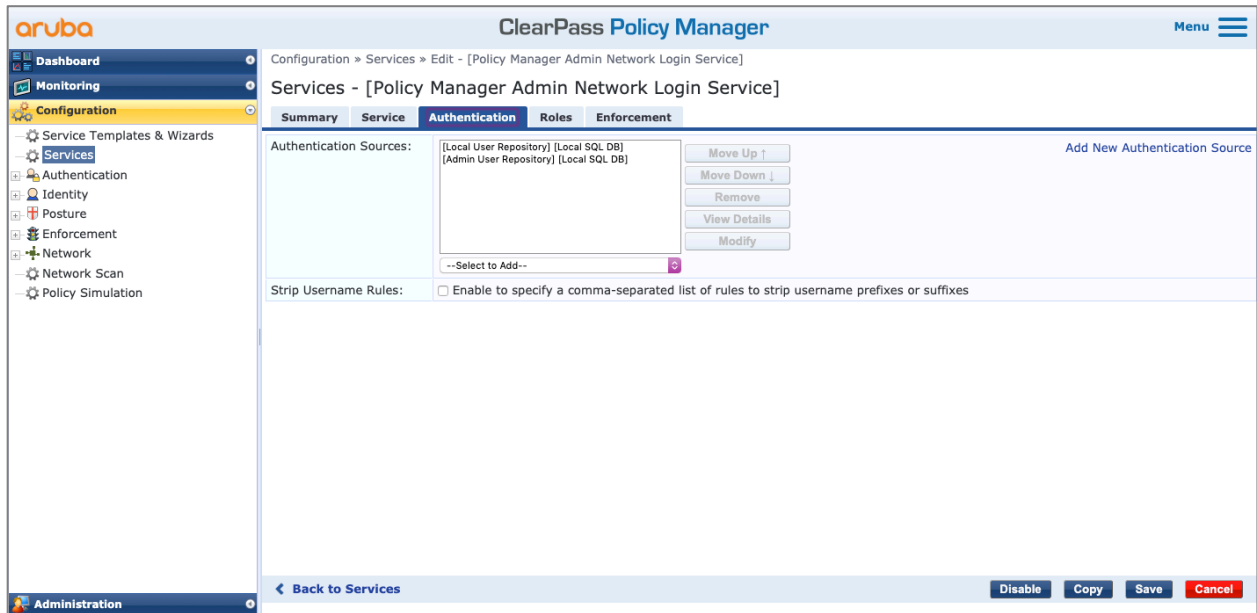 aruba
ClearPass Policy Manager
Menu
Dashboard
Monitoring
Configuration
Service Templates & Wizards
Services
Authentication
Identity
Posture
Enforcement
Network
Network Scan
Policy Simulation
Administration
Configuration » Services » Edit - [Policy Manager Admin Network Login Service]
Services - [Policy Manager Admin Network Login Service]
Summary Service Authentication Roles Enforcement
Authentication Sources:
[Local User Repository] [Local SQL DB]
[Admin User Repository] [Local SQL DB]
--Select to Add--
Move Up ↑
Move Down ↓
Remove
View Details
Modify
Add New Authentication Source
Strip Username Rules: Enable to specify a comma-separated list of rules to strip username prefixes or suffixes
Back to Services
Disable Copy Save Cancel